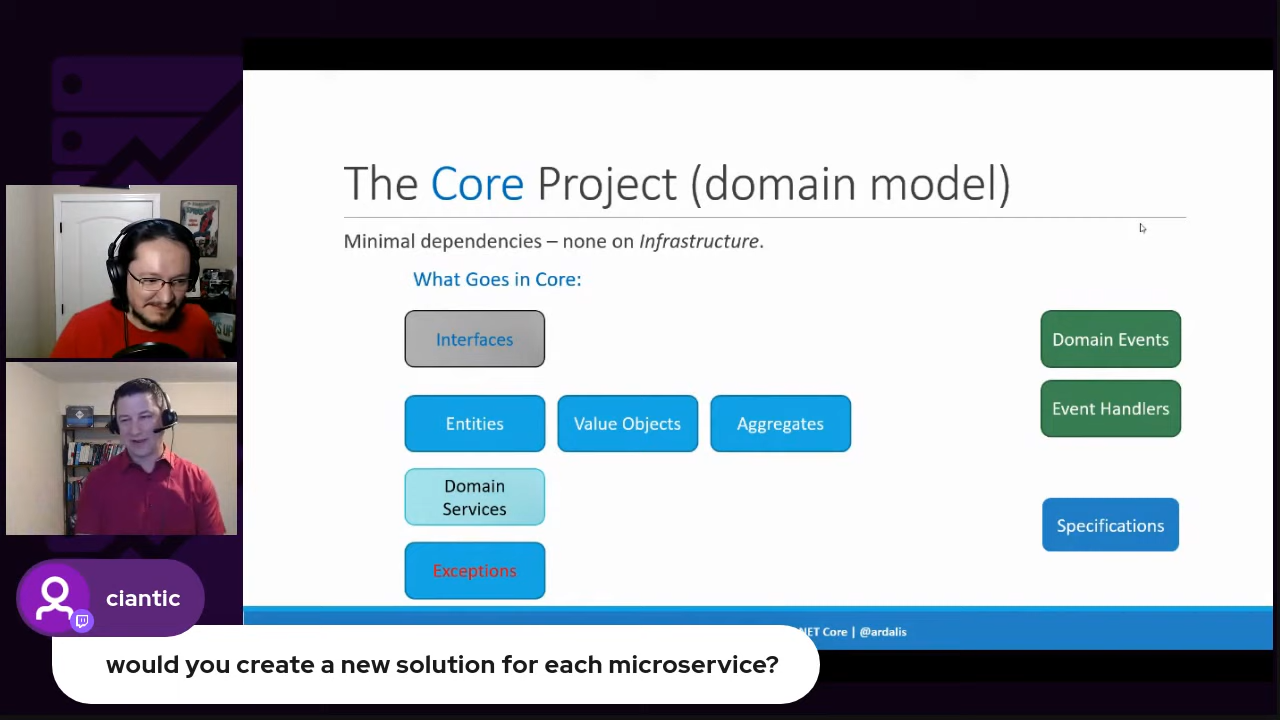 The Core Project (domain model)
Minimal dependencies – none on Infrastructure.
What Goes in Core:
Interfaces
Domain Events
Event Handlers
Entities
Value Objects
Aggregates
Domain
Services
Specifications
Exceptions
NET Core | @ardalis
ciantic
would you create a new solution for each microservice?